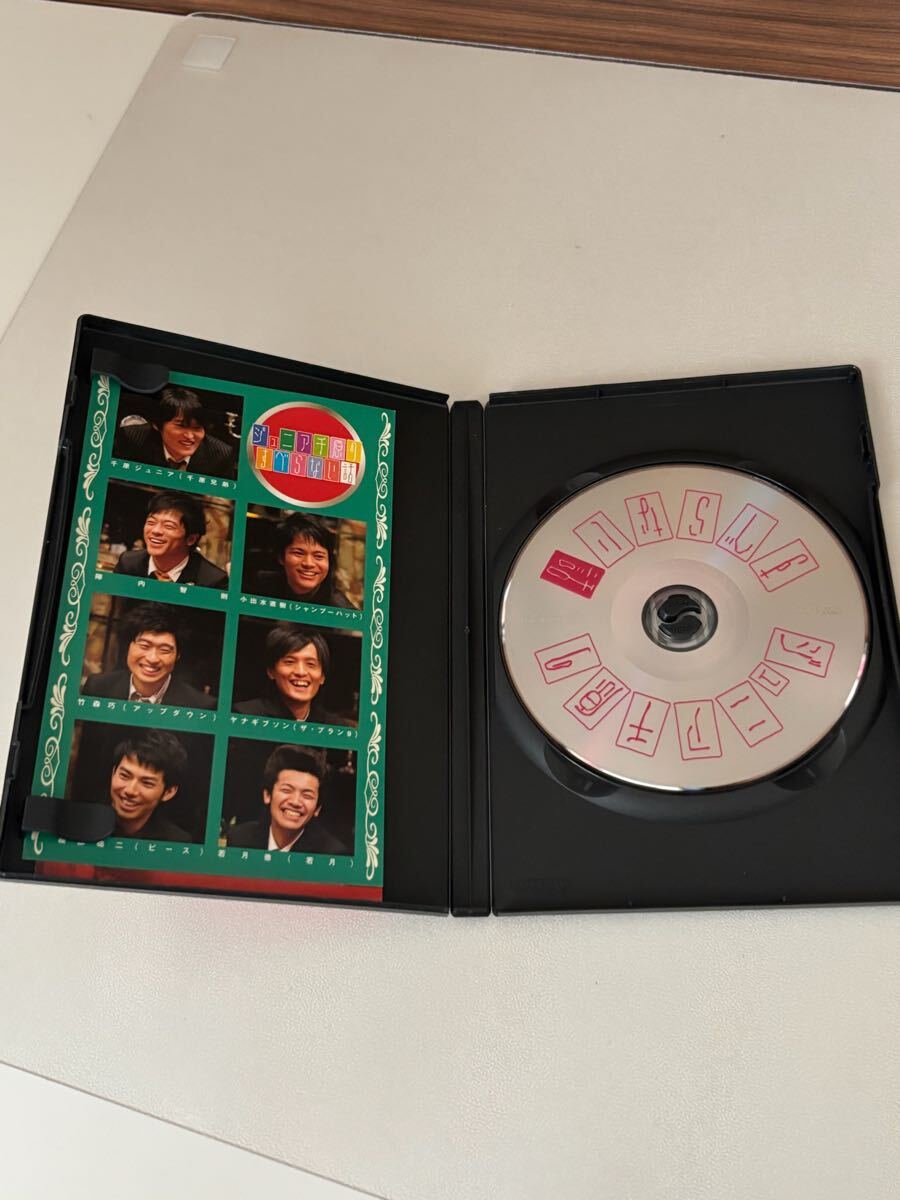 ジュニア千原の
すべらない話
千原ジュニア(千原兄弟)
陣内智則
小出水直樹(シャンプーハット)
竹森巧(アップダウン)
ヤナギブソン(ザ・プラン9)
二(ピース)
若月徹(若月)
ジュニア千原の
すべらない話